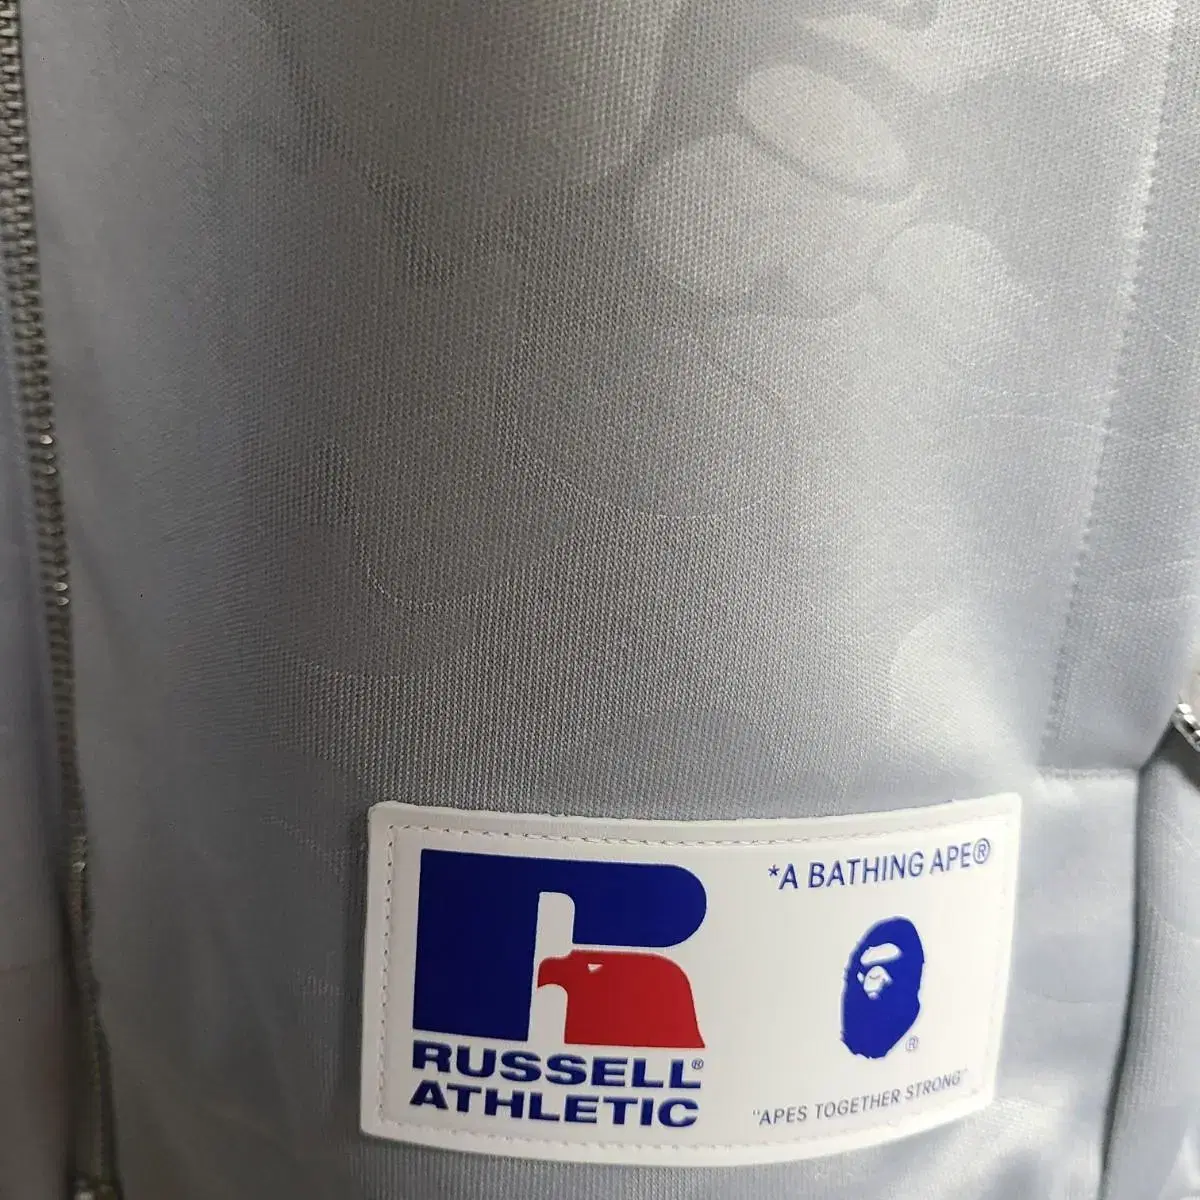 *A BATHING APE®
RUSSELL®
ATHLETIC
®
"APES TOGETHER STRONG"